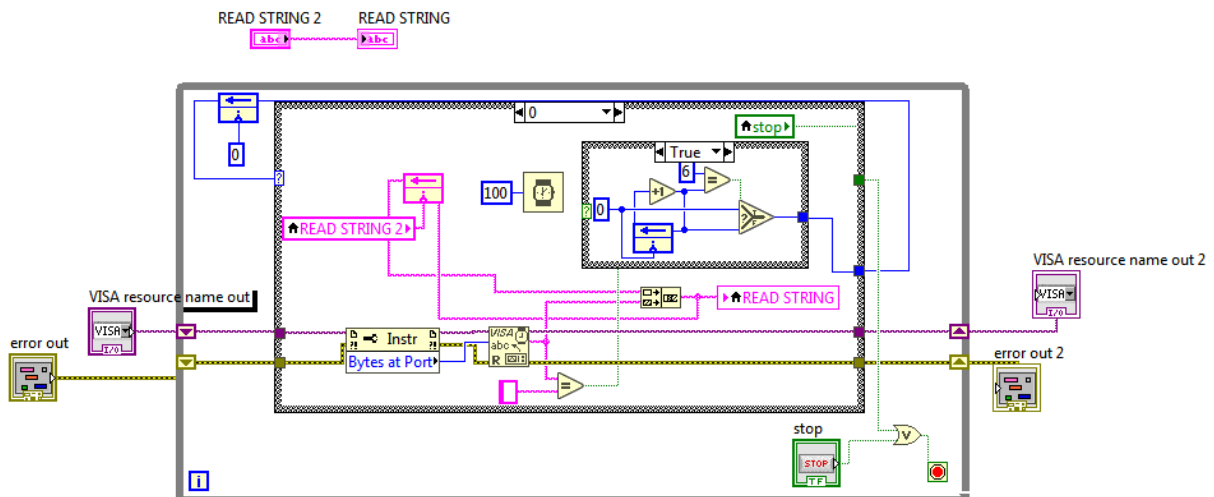 READ STRING 2 READ STRING
abc abc
0
stop
0
True
6
+1
=
100
0
?
?
?
T
F
READ STRING 2
VISA resource name out 2
VISA
I/O
READ STRING
VISA resource name out
VISA
I/O
Instr
Bytes at Port
VISA
abc
R
error out
error out 2
=
stop
STOP
TF
V
i